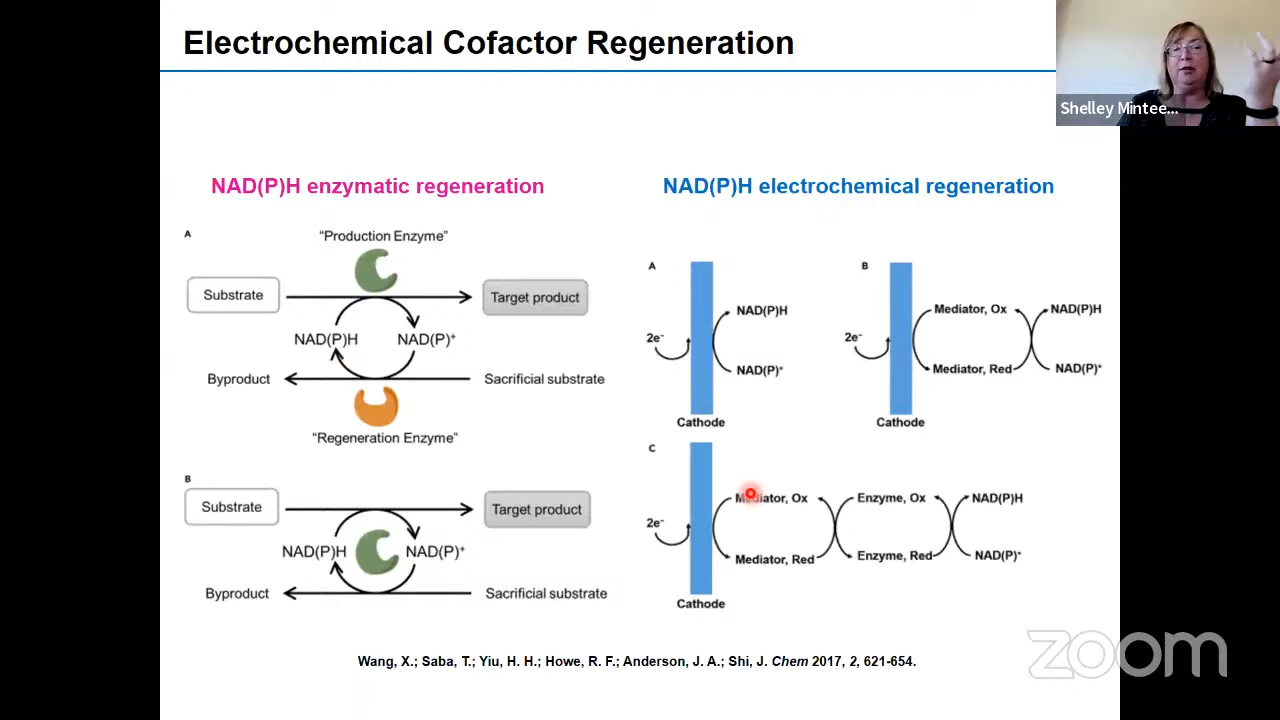 Electrochemical Cofactor Regeneration
Shelley Mintee...
NAD(P)H enzymatic regeneration
A
"Production Enzyme"
Substrate
Target product
NAD(P)H
NAD(P)⁺
Byproduct
Sacrificial substrate
"Regeneration Enzyme"
B
Substrate
Target product
NAD(P)H
NAD(P)⁺
Byproduct
Sacrificial substrate
NAD(P)H electrochemical regeneration
A
2e⁻
NAD(P)H
NAD(P)⁺
Cathode
B
2e⁻
Mediator, Ox
NAD(P)H
Mediator, Red
NAD(P)⁺
Cathode
C
2e⁻
Mediator, Ox
Enzyme, Ox
NAD(P)H
Mediator, Red
Enzyme, Red
NAD(P)⁺
Cathode
Wang, X.; Saba, T.; Yiu, H. H.; Howe, R. F.; Anderson, J. A.; Shi, J. Chem 2017, 2, 621-654.
zoom